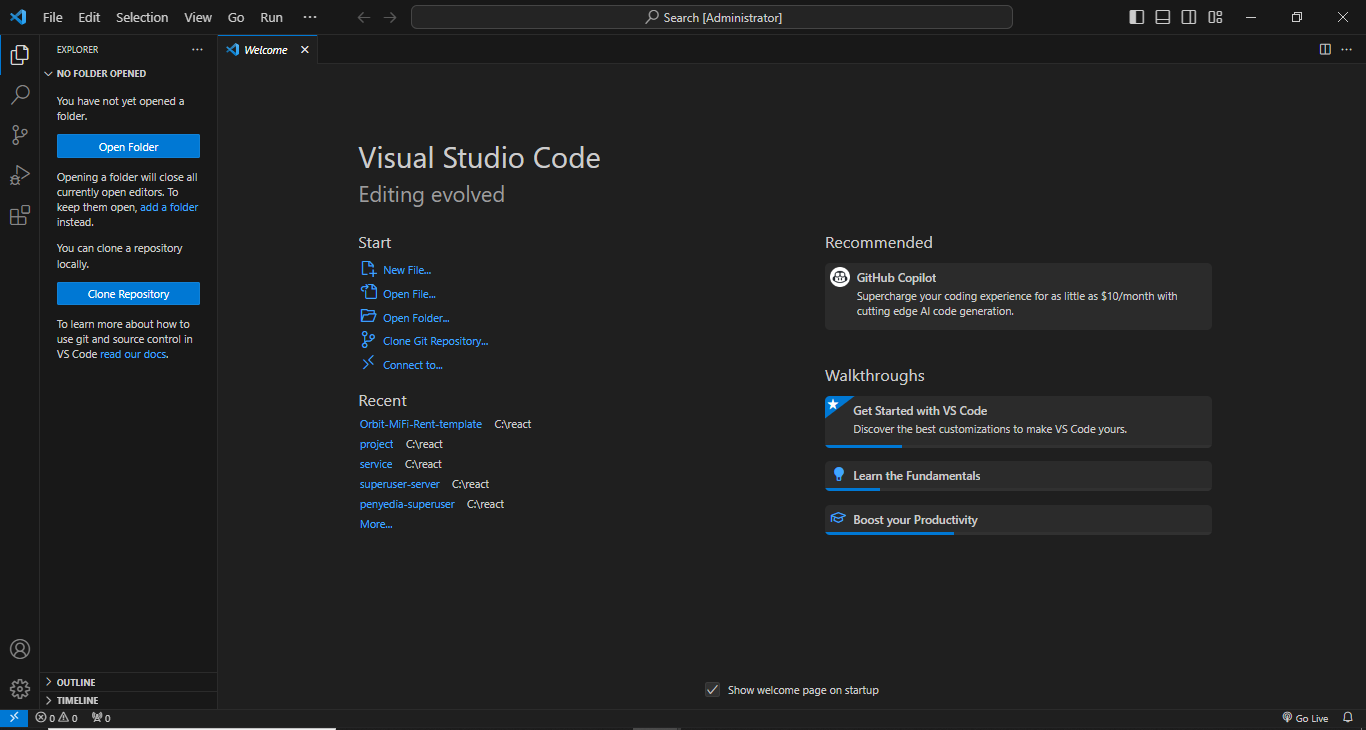 File Edit Selection View Go Run ···
Search [Administrator]
EXPLORER
NO FOLDER OPENED
You have not yet opened a
folder.
Open Folder
Opening a folder will close all
currently open editors. To
keep them open, add a folder
instead.
You can clone a repository
locally.
Clone Repository
To learn more about how to
use git and source control in
VS Code read our docs.
OUTLINE
TIMELINE
Welcome
Visual Studio Code
Editing evolved
Start
New File...
Open File...
Open Folder...
Clone Git Repository...
Connect to...
Recent
Orbit-MiFi-Rent-template C:\react
project C:\react
service C:\react
superuser-server C:\react
penyedia-superuser C:\react
More...
Recommended
GitHub Copilot
Supercharge your coding experience for as little as $10/month with
cutting edge AI code generation.
Walkthroughs
Get Started with VS Code
Discover the best customizations to make VS Code yours.
Learn the Fundamentals
Boost your Productivity
Show welcome page on startup
0 0 0
Go Live